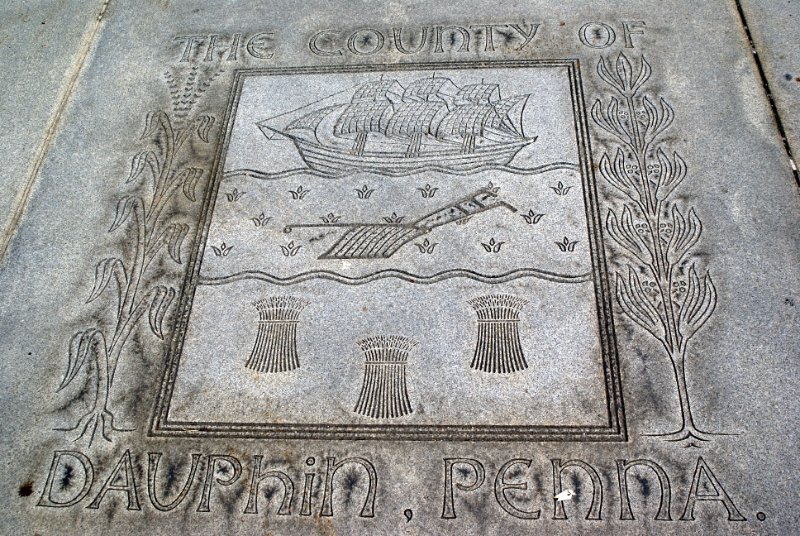 THE COUNTY OF
DAUPhiN, PENNA.